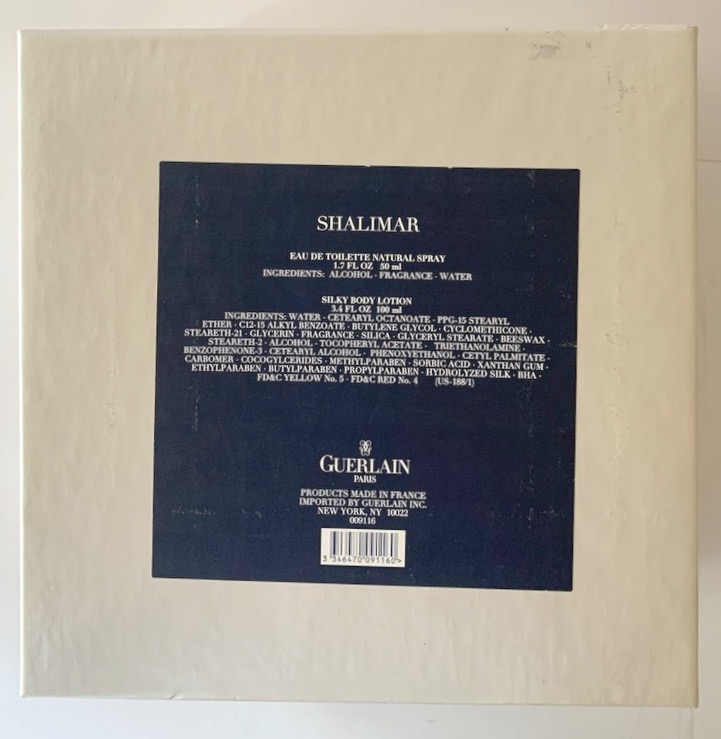 SHALIMAR
EAU DE TOILETTE NATURAL SPRAY
1.7 FL OZ 50 ml
INGREDIENTS: ALCOHOL · FRAGRANCE · WATER
SILKY BODY LOTION
3.4 FL OZ 100 ml
INGREDIENTS: WATER · CETEARYL OCTANOATE · PPG-15 STEARYL
ETHER · C12-15 ALKYL BENZOATE · BUTYLENE GLYCOL · CYCLOMETHICONE ·
STEARETH-21 · GLYCERIN · FRAGRANCE · SILICA · GLYCERYL STEARATE · BEESWAX ·
STEARETH-2 · ALCOHOL · TOCOPHERYL ACETATE · TRIETHANOLAMINE ·
BENZOPHENONE-3 · CETEARYL ALCOHOL · PHENOXYETHANOL · CETYL PALMITATE ·
CARBOMER · COCOGLYCERIDES · METHYLPARABEN · SORBIC ACID · XANTHAN GUM ·
ETHYLPARABEN · BUTYLPARABEN · PROPYLPARABEN · HYDROLYZED SILK · BHA ·
FD&C YELLOW No. 5 · FD&C RED No. 4 (US-188/1)
GUERLAIN
PARIS
PRODUCTS MADE IN FRANCE
IMPORTED BY GUERLAIN INC.
NEW YORK, NY 10022
009116
3 346470 091160>